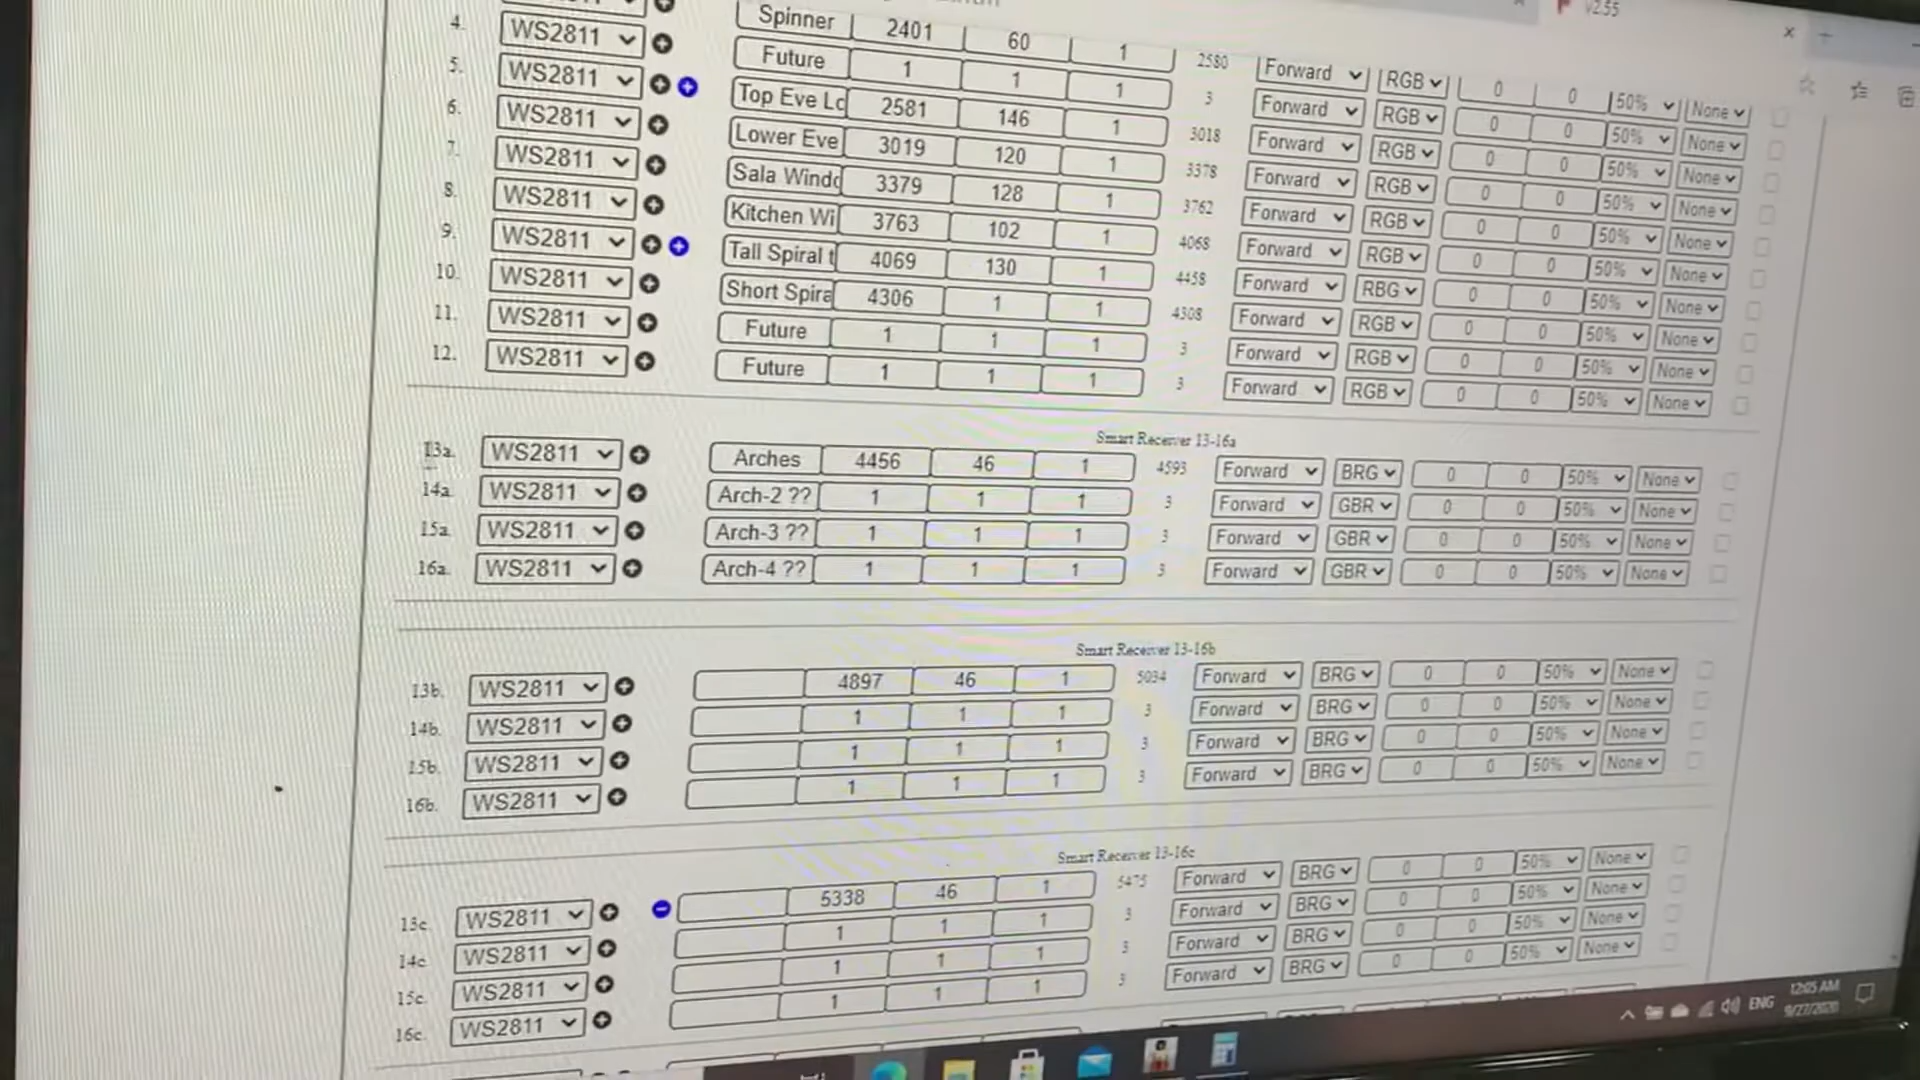 v2.55
4. WS2811 Spinner 2401 60 1 2580 Forward RGB 0 0 50% None
5. WS2811 Future 1 1 1 3 Forward RGB 0 0 50% None
6. WS2811 Top Eve Lo 2581 146 1 3018 Forward RGB 0 0 50% None
7. WS2811 Lower Eve 3019 120 1 3378 Forward RGB 0 0 50% None
8. WS2811 Sala Windo 3379 128 1 3762 Forward RGB 0 0 50% None
9. WS2811 Kitchen Wi 3763 102 1 4068 Forward RGB 0 0 50% None
10. WS2811 Tall Spiral t 4069 130 1 4458 Forward RBG 0 0 50% None
Short Spira 4306 1 1 4308 Forward RGB 0 0 50% None
11. WS2811 Future 1 1 1 3 Forward RGB 0 0 50% None
12. WS2811 Future 1 1 1 3 Forward RGB 0 0 50% None
Smart Receiver 13-16a
13a. WS2811 Arches 4456 46 1 4593 Forward BRG 0 0 50% None
14a WS2811 Arch-2 ?? 1 1 1 3 Forward GBR 0 0 50% None
15a WS2811 Arch-3 ?? 1 1 1 3 Forward GBR 0 0 50% None
16a. WS2811 Arch-4 ?? 1 1 1 3 Forward GBR 0 0 50% None
Smart Receiver 13-16b
13b. WS2811 4897 46 1 5034 Forward BRG 0 0 50% None
14b. WS2811 1 1 1 3 Forward BRG 0 0 50% None
15b. WS2811 1 1 1 3 Forward BRG 0 0 50% None
16b. WS2811 1 1 1 3 Forward BRG 0 0 50% None
Smart Receiver 13-16c
13c. WS2811 5338 46 1 5475 Forward BRG 0 0 50% None
14c. WS2811 1 1 1 3 Forward BRG 0 0 50% None
15c. WS2811 1 1 1 3 Forward BRG 0 0 50% None
16c. WS2811 1 1 1 3 Forward BRG 0 0 50% None
ENG 12:05 AM
9/27/2020